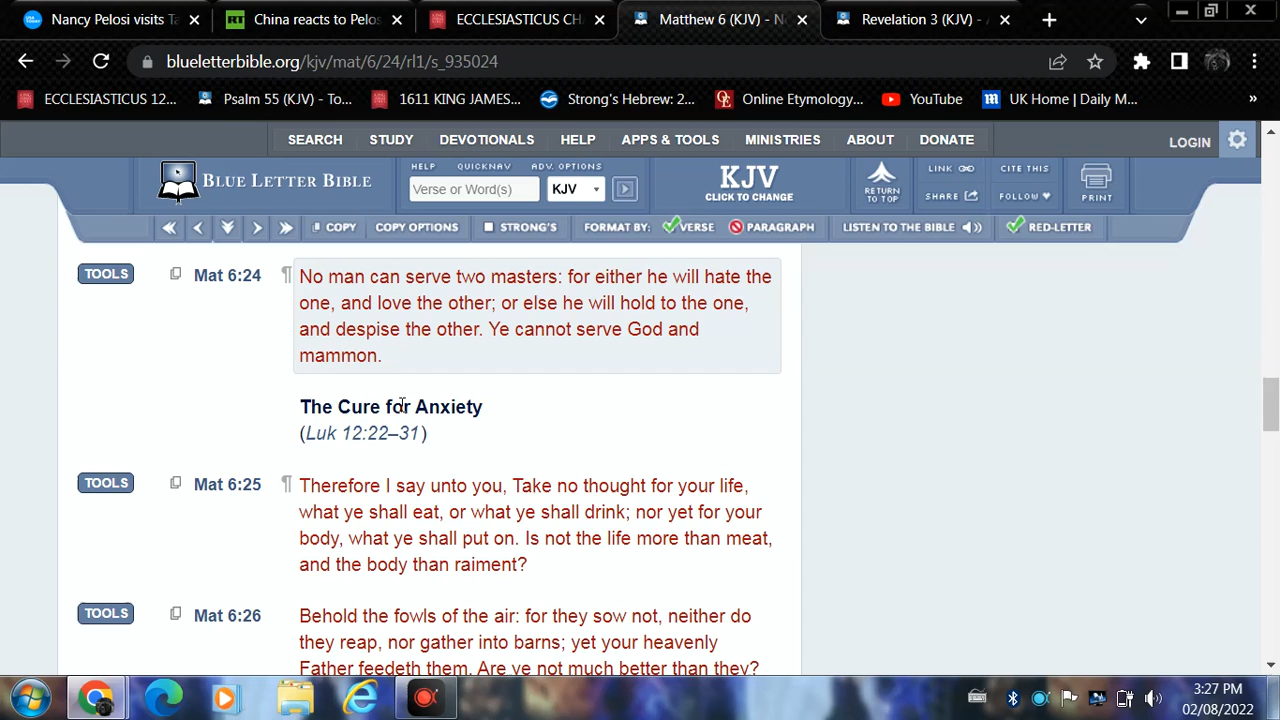 Nancy Pelosi visits Ta
China reacts to Pelos
ECCLESIASTICUS CH
Matthew 6 (KJV) - N
Revelation 3 (KJV) - 
blueletterbible.org/kjv/mat/6/24/rl1/s_935024
ECCLESIASTICUS 12...
Psalm 55 (KJV) - To...
1611 KING JAMES...
Strong's Hebrew: 2...
Online Etymology...
YouTube
UK Home | Daily M...
SEARCH STUDY DEVOTIONALS HELP APPS & TOOLS MINISTRIES ABOUT DONATE LOGIN
BLUE LETTER BIBLE
HELP QUICKNAV ADV. OPTIONS
Verse or Word(s) KJV
KJV
CLICK TO CHANGE
RETURN
TO TOP
LINK CITE THIS
SHARE FOLLOW
PRINT
COPY COPY OPTIONS STRONG'S FORMAT BY: VERSE PARAGRAPH LISTEN TO THE BIBLE RED-LETTER
TOOLS Mat 6:24 ¶ No man can serve two masters: for either he will hate the
one, and love the other; or else he will hold to the one,
and despise the other. Ye cannot serve God and
mammon.
The Cure for Anxiety
(Luk 12:22–31)
TOOLS Mat 6:25 ¶ Therefore I say unto you, Take no thought for your life,
what ye shall eat, or what ye shall drink; nor yet for your
body, what ye shall put on. Is not the life more than meat,
and the body than raiment?
TOOLS Mat 6:26 Behold the fowls of the air: for they sow not, neither do
they reap, nor gather into barns; yet your heavenly
Father feedeth them. Are ye not much better than they?
3:27 PM
02/08/2022